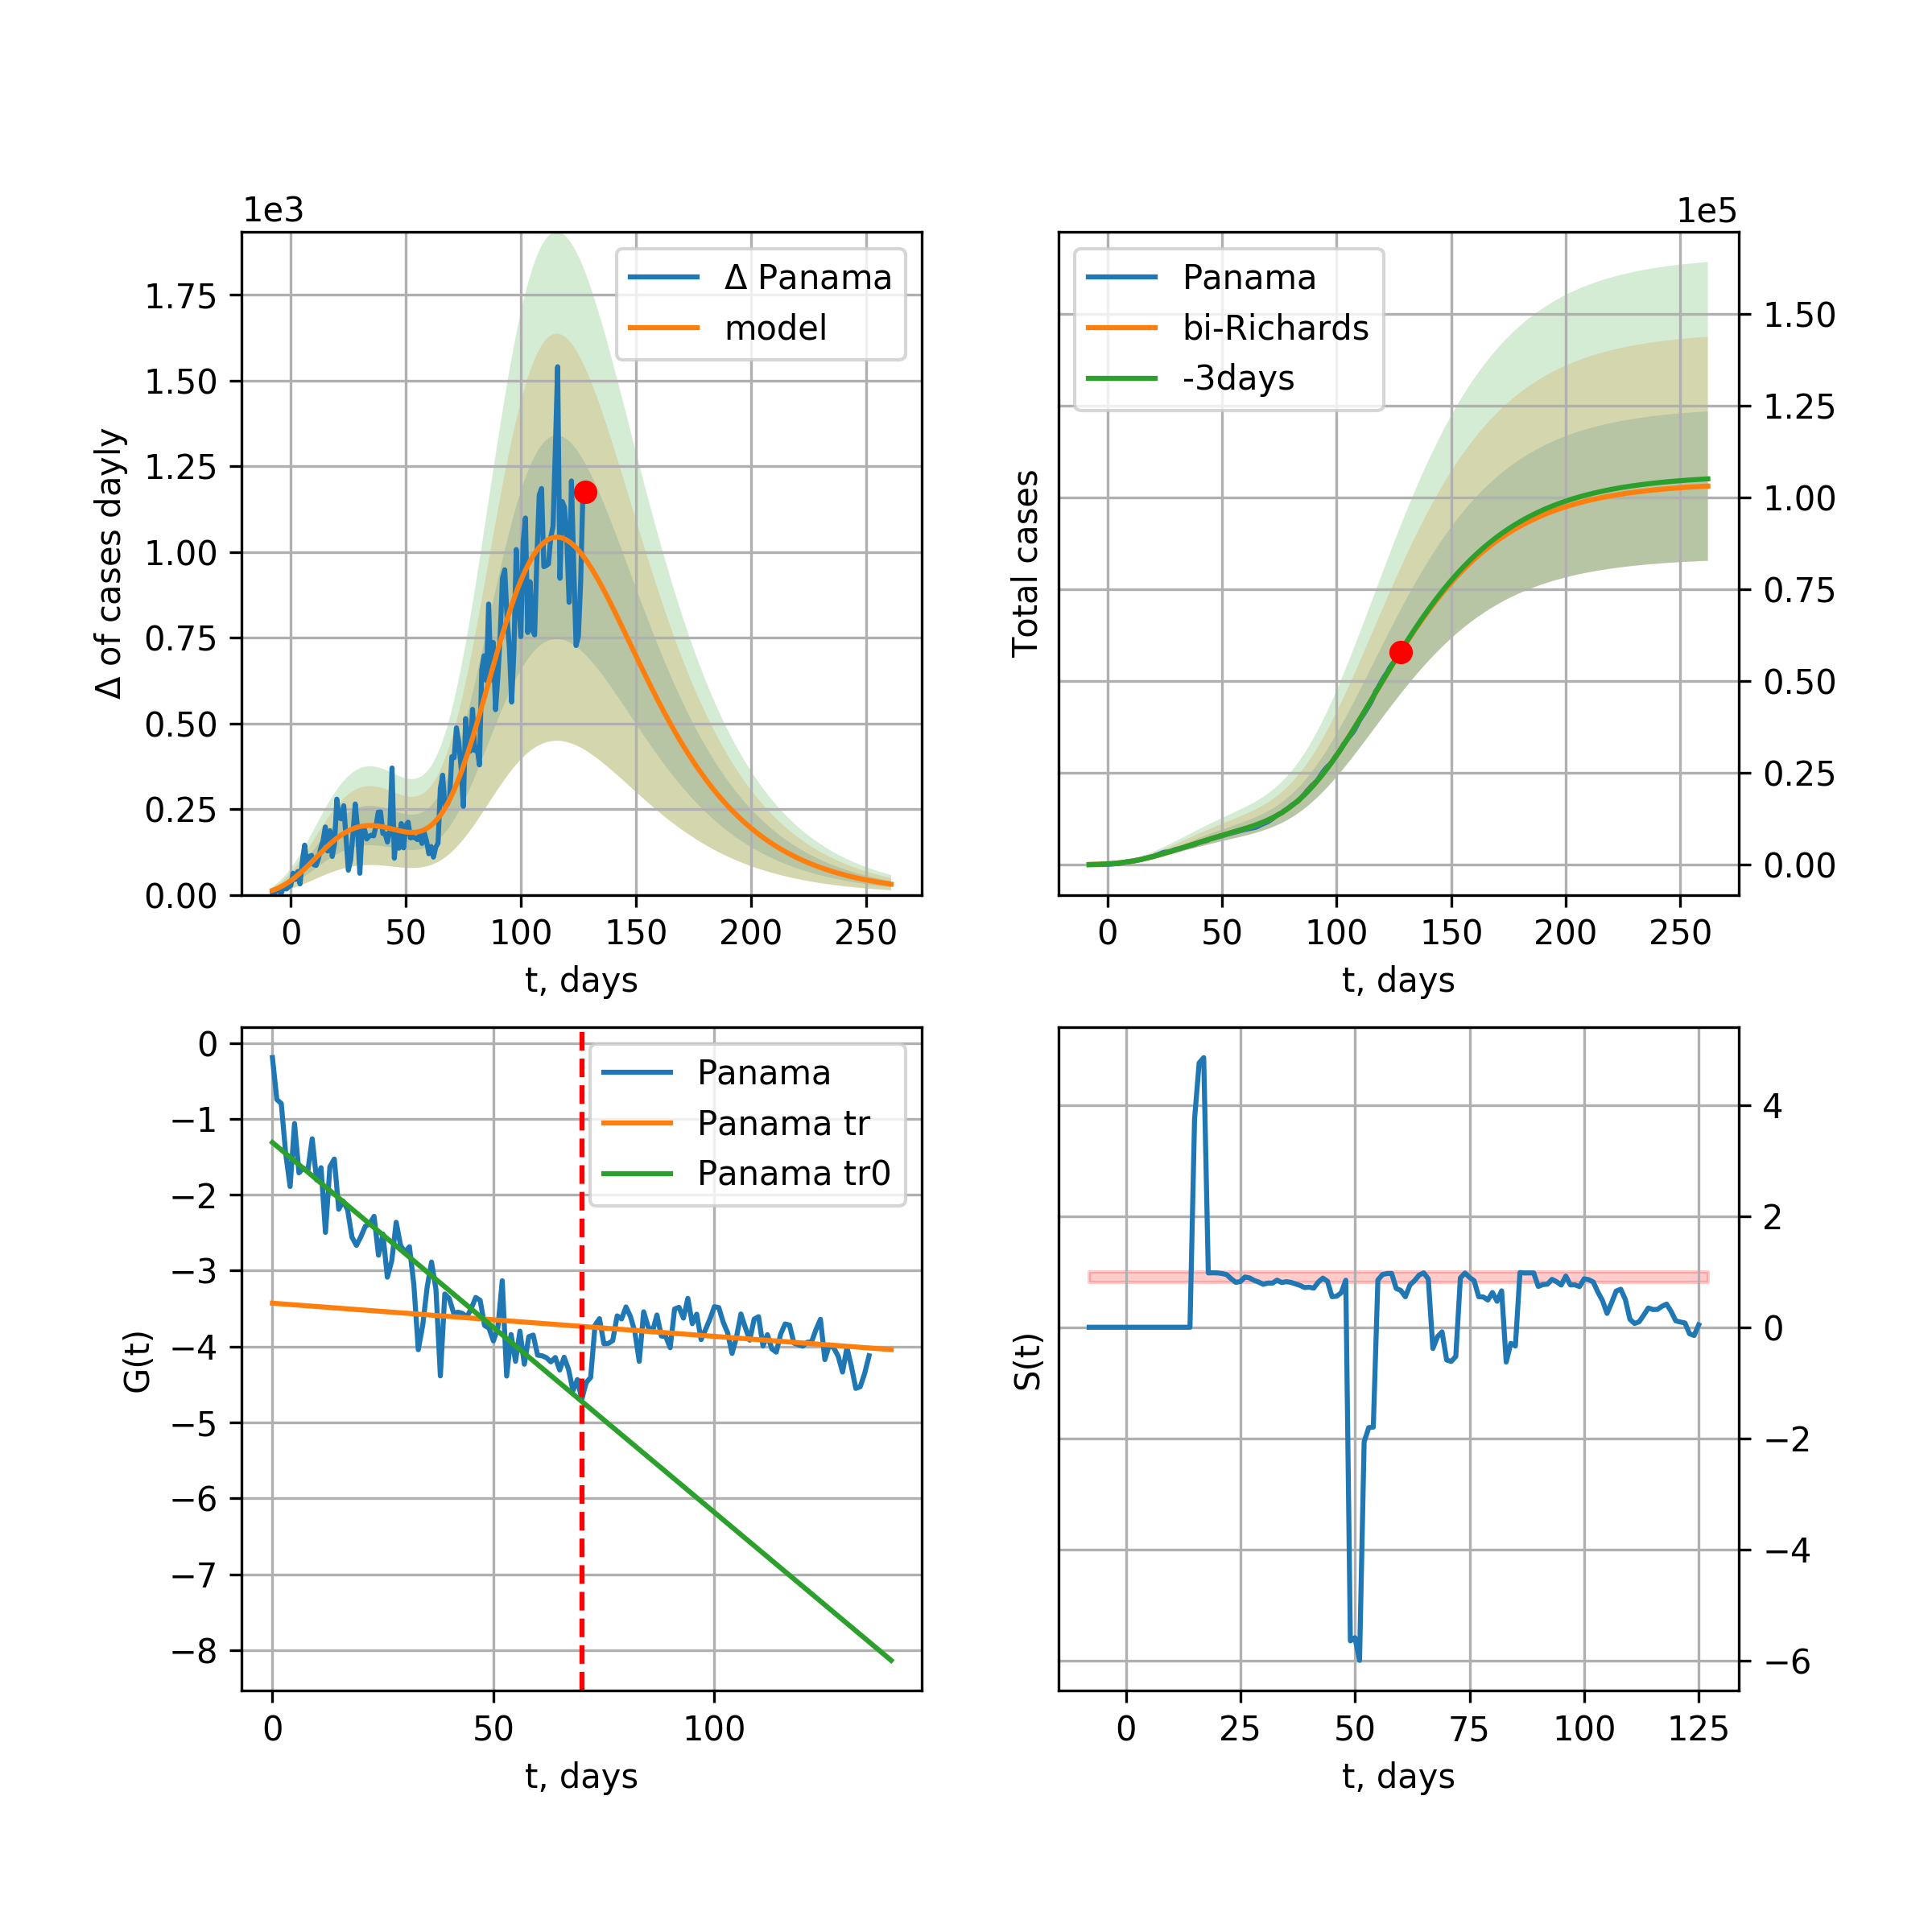 1e3
Δ of cases dayly
1.75
1.50
1.25
1.00
0.75
0.50
0.25
0.00
Δ Panama
model
0 50 100 150 200 250
t, days
1e5
Total cases
Panama
bi-Richards
-3days
1.50
1.25
1.00
0.75
0.50
0.25
0.00
0 50 100 150 200 250
t, days
G(t)
0
−1
−2
−3
−4
−5
−6
−7
−8
Panama
Panama tr
Panama tr0
0 50 100
t, days
S(t)
4
2
0
−2
−4
−6
0 25 50 75 100 125
t, days